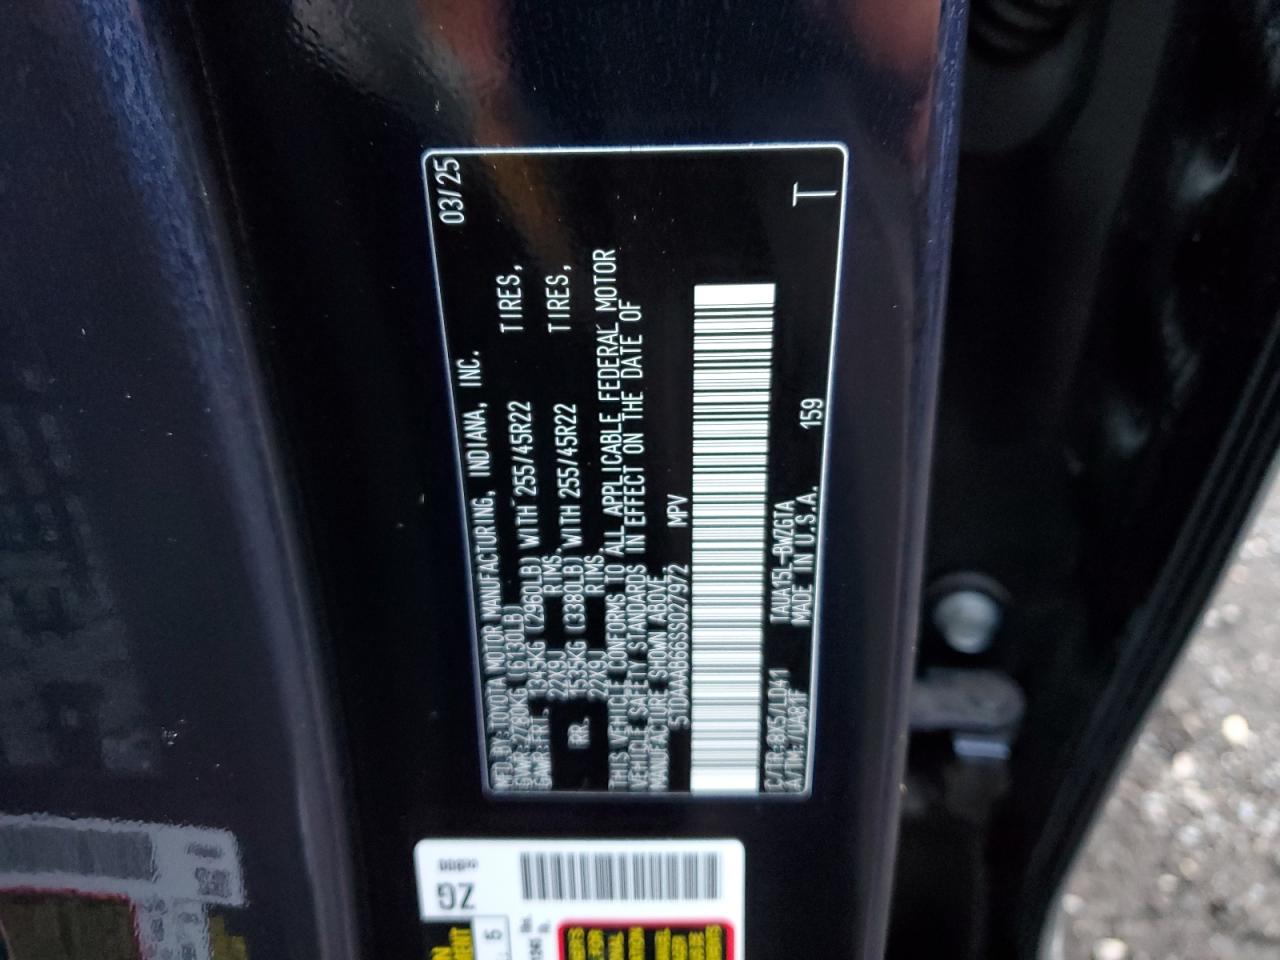 MFD.BY:TOYOTA MOTOR MANUFACTURING, INDIANA, INC. 03/25
GVWR:2780KG (6130LB)
GAWR:FRT. 1345KG (2960LB) WITH 255/45R22 TIRES,
22X9J RIMS.
RR. 1535KG (3380LB) WITH 255/45R22 TIRES,
22X9J RIMS.
THIS VEHICLE CONFORMS TO ALL APPLICABLE FEDERAL MOTOR
VEHICLE SAFETY STANDARDS IN EFFECT ON THE DATE OF
MANUFACTURE SHOWN ABOVE.
5TDAAAB66SS027972 MPV
C/TR:8X5/LD41 TAUA15L-BWZGTA
A/TM:-/UA81F MADE IN U.S.A. 159 T
ZG